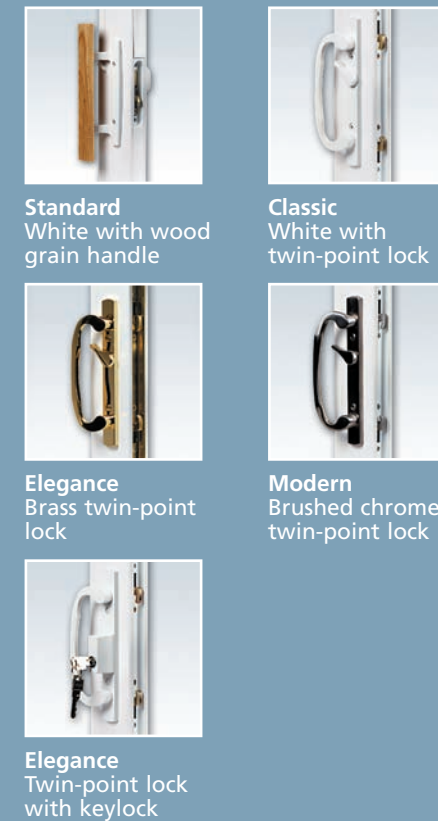 Standard
White with wood
grain handle
Classic
White with
twin-point lock
Elegance
Brass twin-point
lock
Modern
Brushed chrome
twin-point lock
Elegance
Twin-point lock
with keylock